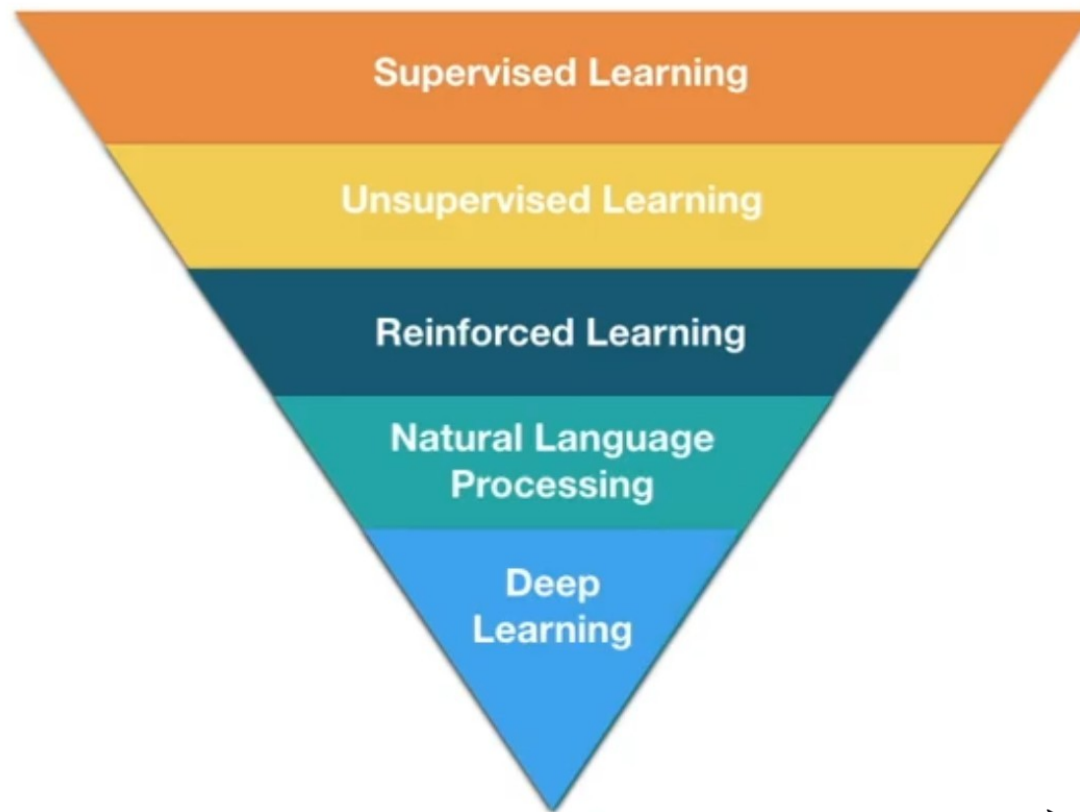 Supervised Learning
Unsupervised Learning
Reinforced Learning
Natural Language
Processing
Deep
Learning